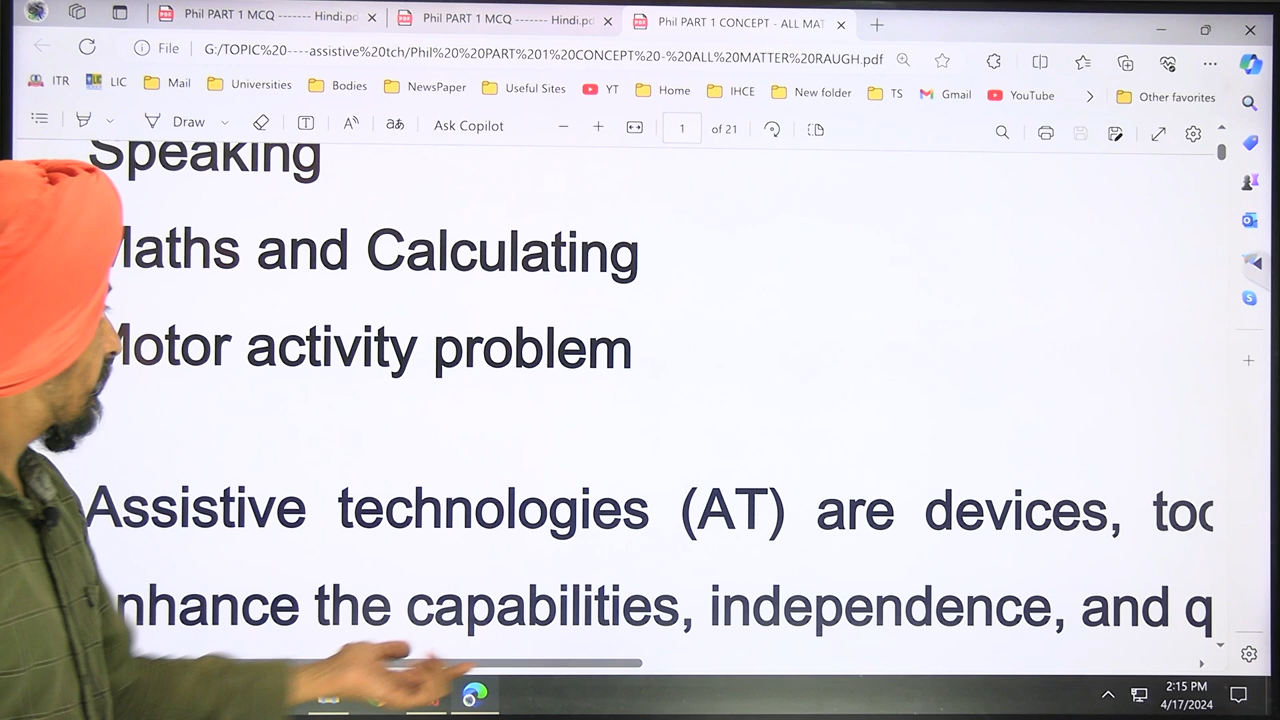 Phil PART 1 MCQ ------- Hindi.pd
Phil PART 1 MCQ ------- Hindi.pd
Phil PART 1 CONCEPT - ALL MAT
File
G:/TOPIC%20----assistive%20tch/Phil%20%20PART%201%20CONCEPT%20-%20ALL%20MATTER%20RAUGH.pdf
ITR LIC Mail Universities Bodies NewsPaper Useful Sites YT Home IHCE New folder TS Gmail YouTube Other favorites
Draw Ask Copilot 1 of 21
Speaking
Maths and Calculating
Motor activity problem
Assistive technologies (AT) are devices, too
nhance the capabilities, independence, and q
2:15 PM
4/17/2024